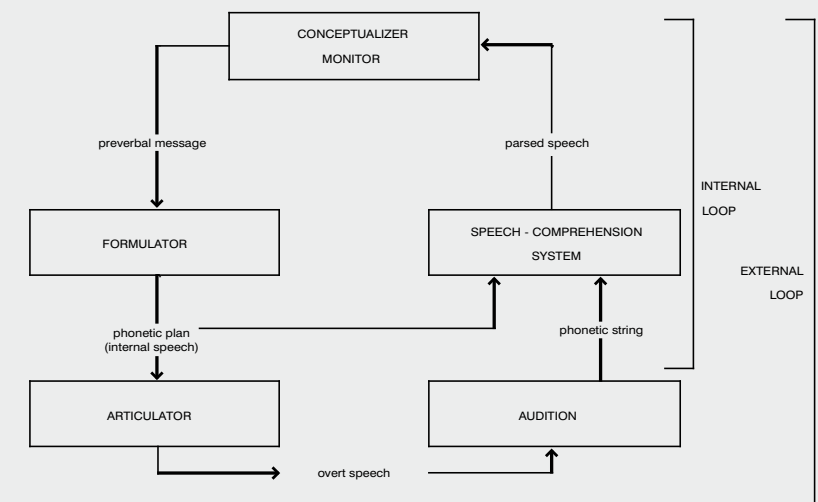 CONCEPTUALIZER
MONITOR
preverbal message
parsed speech
INTERNAL
LOOP
FORMULATOR
SPEECH - COMPREHENSION
SYSTEM
EXTERNAL
LOOP
phonetic plan
(internal speech)
phonetic string
ARTICULATOR
AUDITION
overt speech